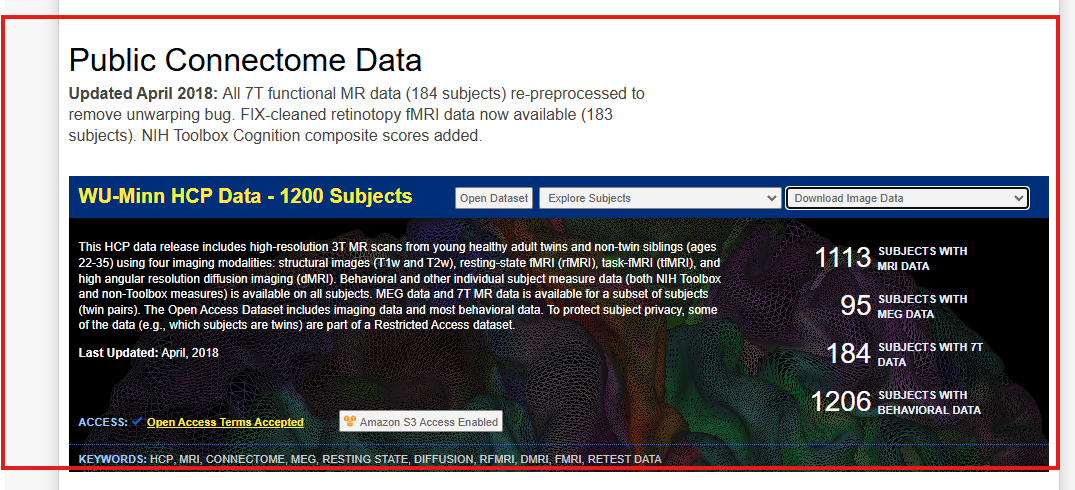 Public Connectome Data
Updated April 2018: All 7T functional MR data (184 subjects) re-preprocessed to
remove unwarping bug. FIX-cleaned retinotopy fMRI data now available (183
subjects). NIH Toolbox Cognition composite scores added.
WU-Minn HCP Data - 1200 Subjects
Open Dataset
Explore Subjects
Download Image Data
This HCP data release includes high-resolution 3T MR scans from young healthy adult twins and non-twin siblings (ages
22-35) using four imaging modalities: structural images (T1w and T2w), resting-state fMRI (rfMRI), task-fMRI (tfMRI), and
high angular resolution diffusion imaging (dMRI). Behavioral and other individual subject measure data (both NIH Toolbox
and non-Toolbox measures) is available on all subjects. MEG data and 7T MR data is available for a subset of subjects
(twin pairs). The Open Access Dataset includes imaging data and most behavioral data. To protect subject privacy, some
of the data (e.g., which subjects are twins) are part of a Restricted Access dataset.
Last Updated: April, 2018
1113 SUBJECTS WITH
MRI DATA
95 SUBJECTS WITH
MEG DATA
184 SUBJECTS WITH 7T
DATA
1206 SUBJECTS WITH
BEHAVIORAL DATA
ACCESS: ✓ Open Access Terms Accepted
Amazon S3 Access Enabled
KEYWORDS: HCP, MRI, CONNECTOME, MEG, RESTING STATE, DIFFUSION, RFMRI, DMRI, FMRI, RETEST DATA